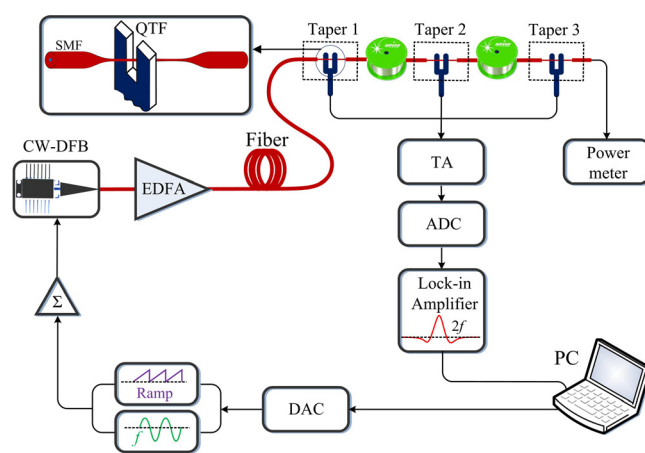 QTF
SMF
Taper 1
Taper 2
Taper 3
CW-DFB
EDFA
Fiber
TA
Power
meter
ADC
Lock-in
Amplifier
2f
Σ
Ramp
f
DAC
PC